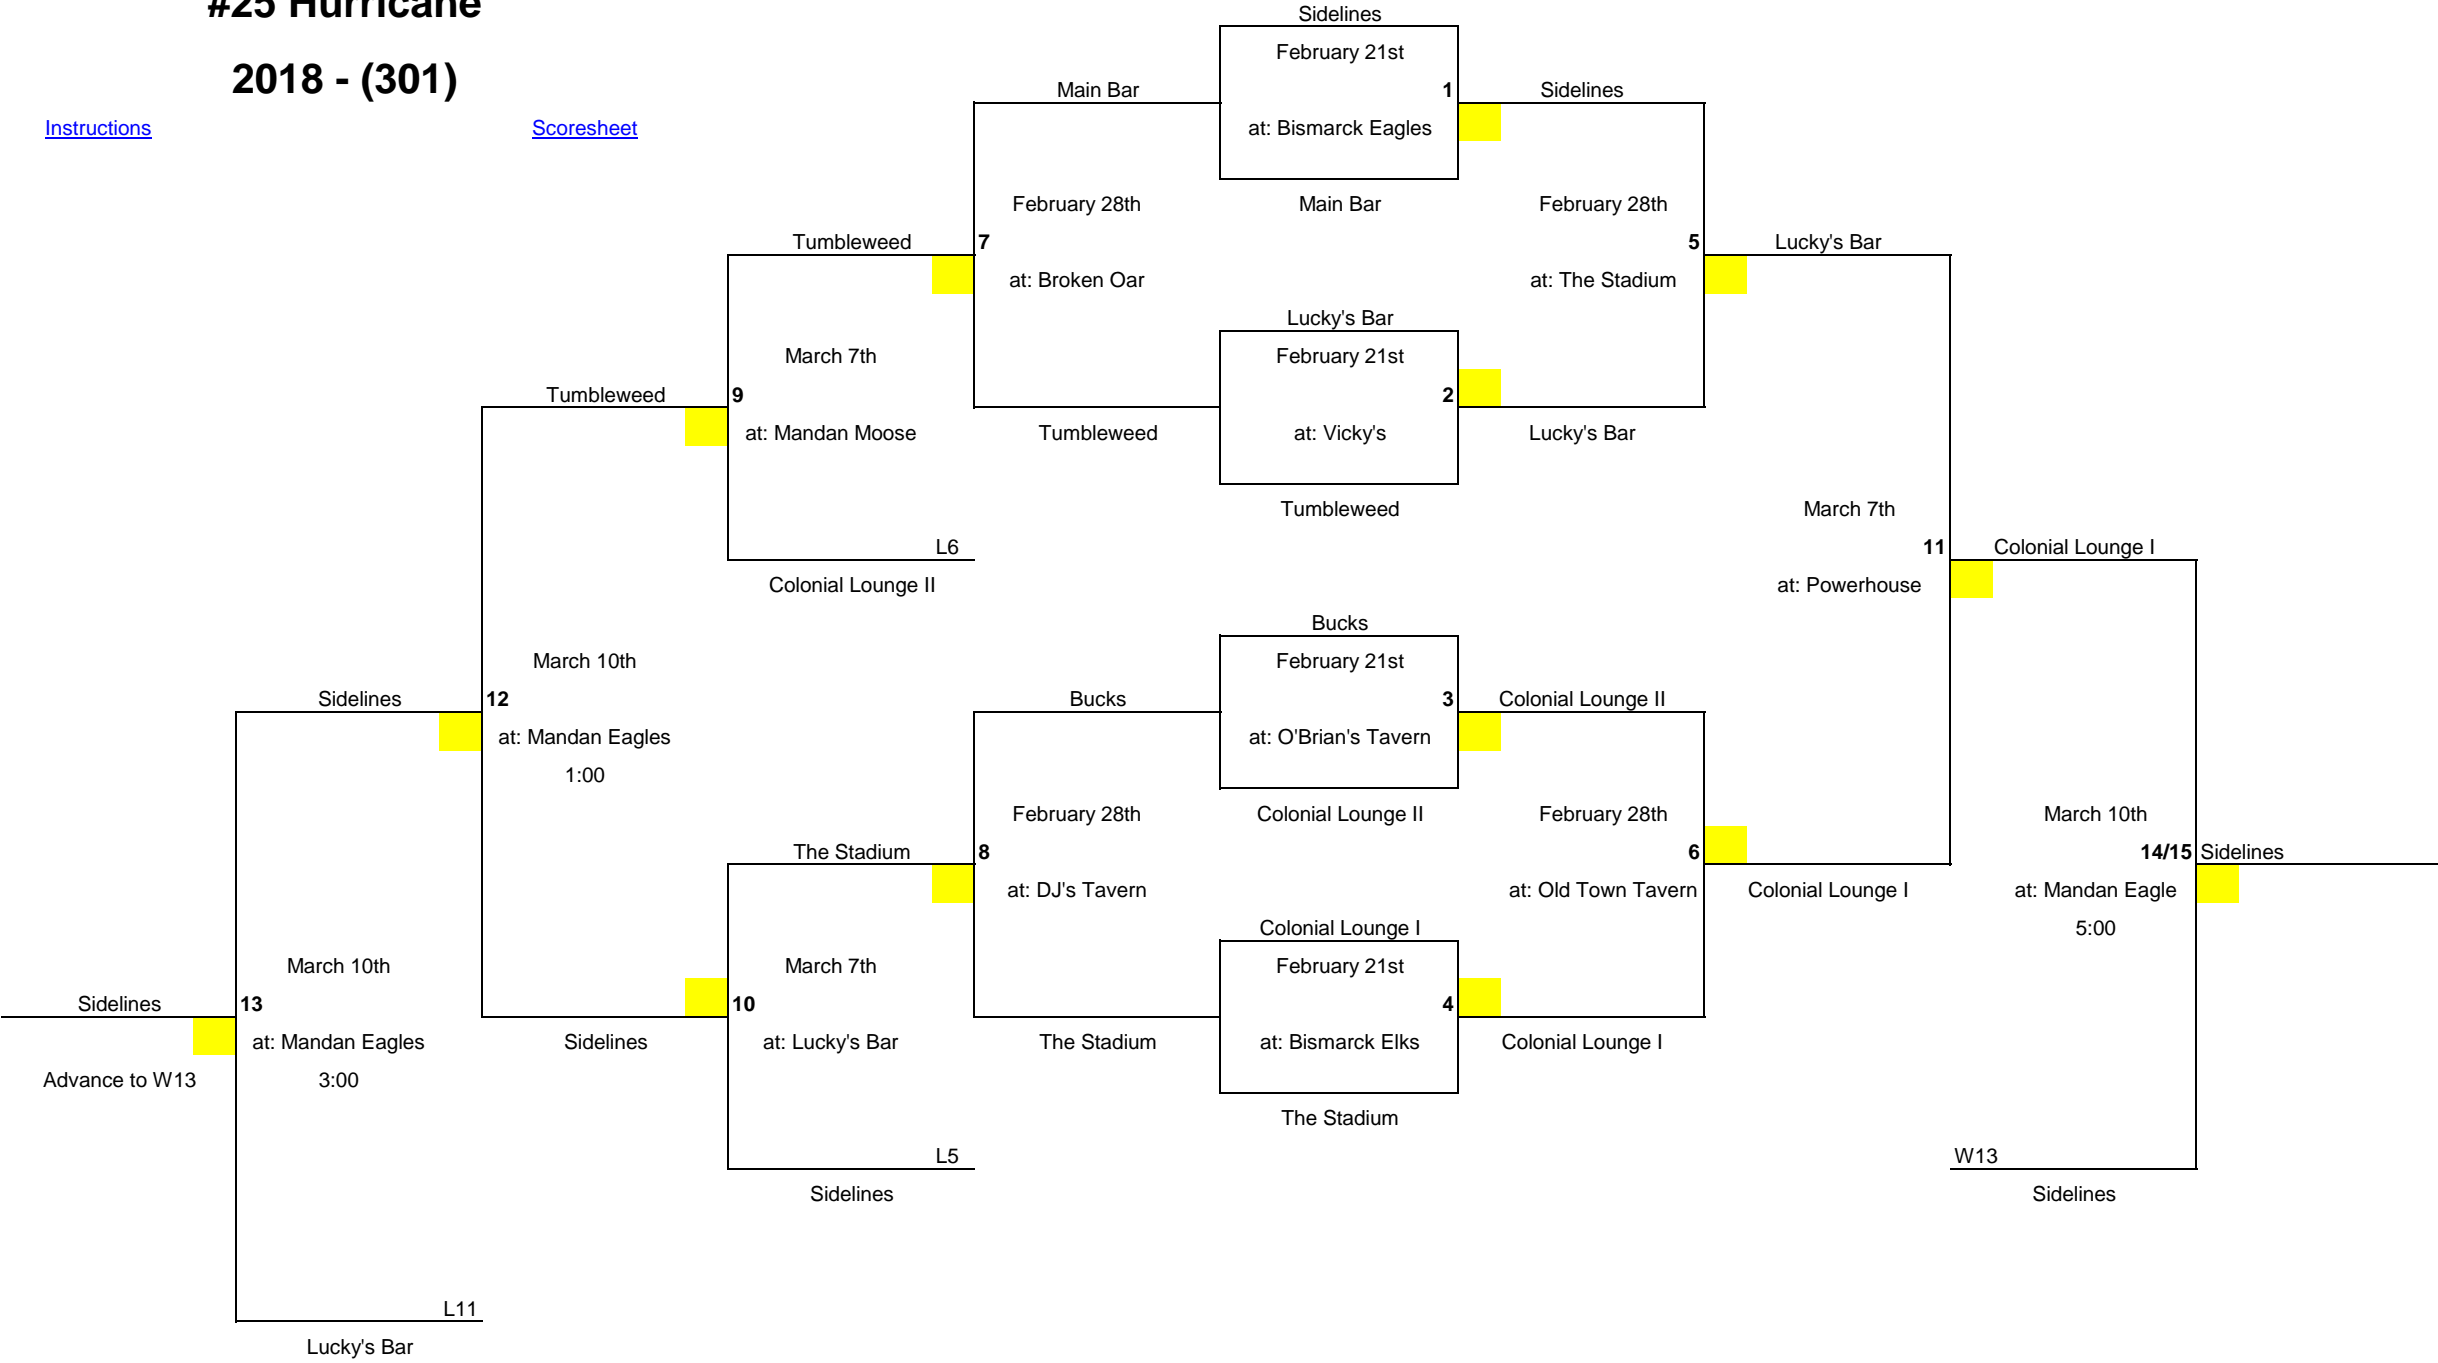 #25 Hurricane
Sidelines
February 21st
2018 - (301)
Main Bar
1
Sidelines
Instructions
Scoresheet
at: Bismarck Eagles
February 28th
Main Bar
February 28th
Tumbleweed
7
5
Lucky's Bar
at: Broken Oar
at: The Stadium
Lucky's Bar
March 7th
February 21st
Tumbleweed
9
2
at: Mandan Moose
Tumbleweed
at: Vicky's
Lucky's Bar
Tumbleweed
March 7th
L6
11
Colonial Lounge I
Colonial Lounge II
at: Powerhouse
Bucks
March 10th
February 21st
Sidelines
12
Bucks
3
Colonial Lounge II
at: Mandan Eagles
at: O'Brian's Tavern
1:00
February 28th
Colonial Lounge II
February 28th
March 10th
The Stadium
8
6
14/15
Sidelines
at: DJ's Tavern
at: Old Town Tavern
Colonial Lounge I
at: Mandan Eagle
Colonial Lounge I
5:00
March 10th
March 7th
February 21st
Sidelines
13
10
4
at: Mandan Eagles
Sidelines
at: Lucky's Bar
The Stadium
at: Bismarck Elks
Colonial Lounge I
Advance to W13
3:00
The Stadium
L5
W13
Sidelines
Sidelines
L11
Lucky's Bar